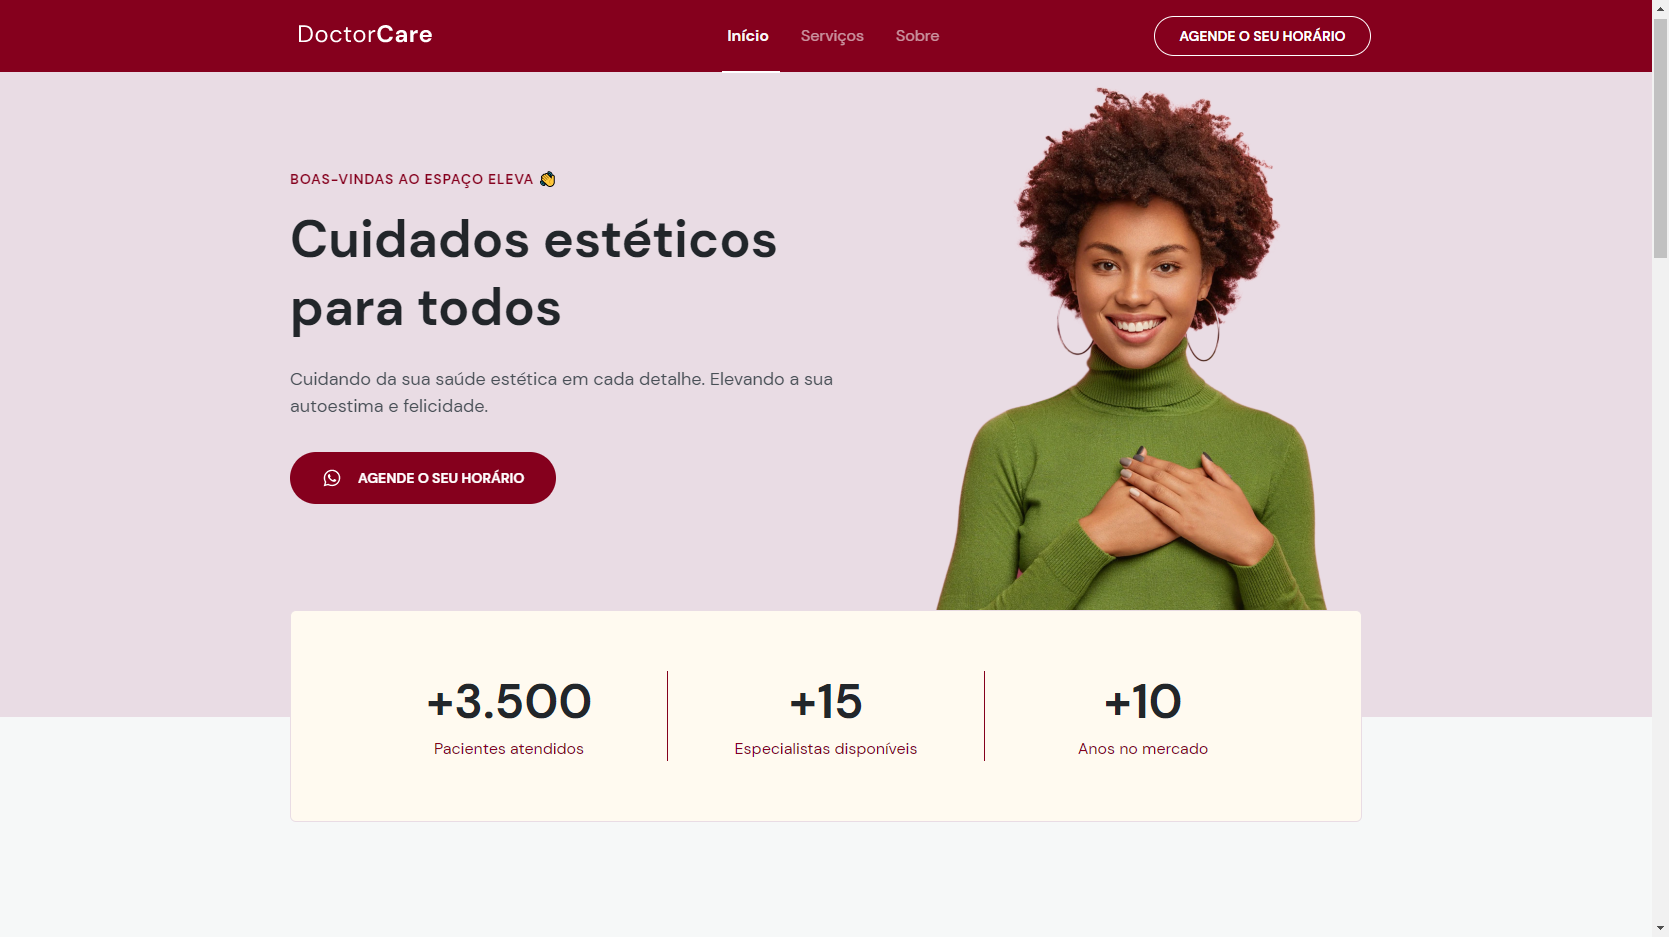 DoctorCare
Início
Serviços
Sobre
AGENDE O SEU HORÁRIO
BOAS-VINDAS AO ESPAÇO ELEVA 👋
Cuidados estéticos
para todos
Cuidando da sua saúde estética em cada detalhe. Elevando a sua
autoestima e felicidade.
AGENDE O SEU HORÁRIO
+3.500
Pacientes atendidos
+15
Especialistas disponíveis
+10
Anos no mercado